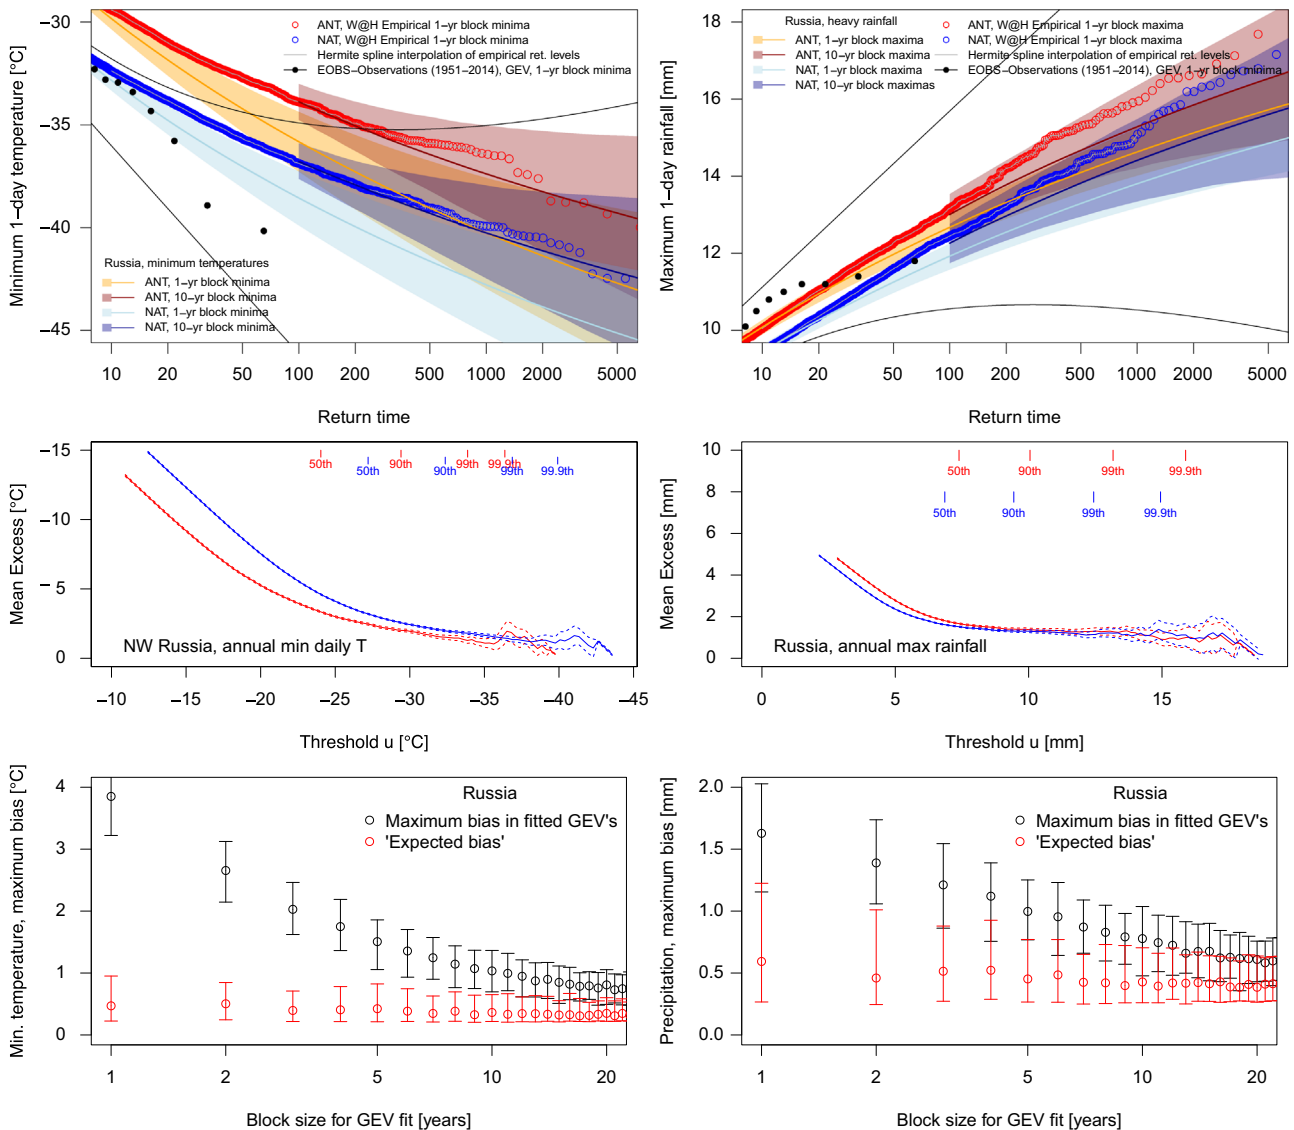 Minimum 1−day temperature [°C]
−30
−35
−40
−45
ANT, W@H Empirical 1−yr block minima
NAT, W@H Empirical 1−yr block minima
Hermite spline interpolation of empirical ret. levels
EOBS−Observations (1951−2014), GEV, 1−yr block minima
Russia, minimum temperatures
ANT, 1−yr block minima
ANT, 10−yr block minima
NAT, 1−yr block minima
NAT, 10−yr block minima
10 20 50 100 200 500 1000 2000 5000
Return time
Maximum 1−day rainfall [mm]
18
16
14
12
10
Russia, heavy rainfall
ANT, 1−yr block maxima
ANT, 10−yr block maxima
NAT, 1−yr block maxima
NAT, 10−yr block maximas
ANT, W@H Empirical 1−yr block maxima
NAT, W@H Empirical 1−yr block maxima
Hermite spline interpolation of empirical ret. levels
EOBS−Observations (1951−2014), GEV, 1−yr block minima
10 20 50 100 200 500 1000 2000 5000
Return time
Mean Excess [°C]
−15
−10
−5
0
50th 90th 99th 99.9th
50th 90th 99th 99.9th
NW Russia, annual min daily T
−10 −15 −20 −25 −30 −35 −40 −45
Threshold u [°C]
Mean Excess [mm]
10
8
6
4
2
0
50th 90th 99th 99.9th
50th 90th 99th 99.9th
Russia, annual max rainfall
0 5 10 15
Threshold u [mm]
Min. temperature, maximum bias [°C]
4
3
2
1
0
Russia
Maximum bias in fitted GEV's
'Expected bias'
1 2 5 10 20
Block size for GEV fit [years]
Precipitation, maximum bias [mm]
2.0
1.5
1.0
0.5
0.0
Russia
Maximum bias in fitted GEV's
'Expected bias'
1 2 5 10 20
Block size for GEV fit [years]